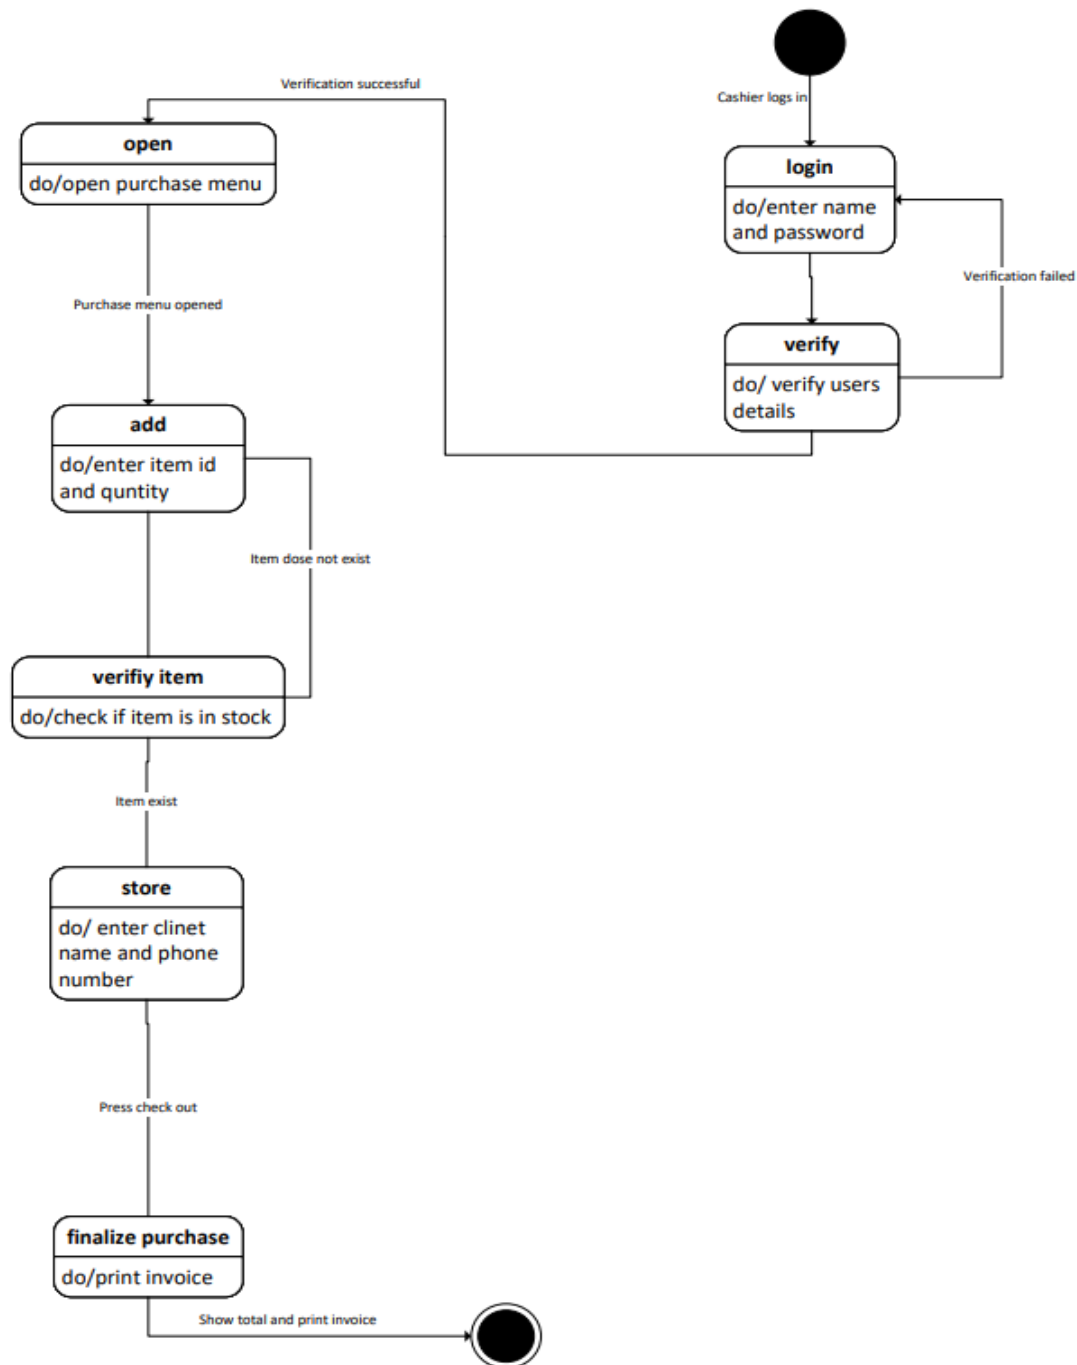 Cashier logs in
login
do/enter name
and password
Verification failed
verify
do/ verify users
details
Verification successful
open
do/open purchase menu
Purchase menu opened
add
do/enter item id
and quntity
Item dose not exist
verifiy item
do/check if item is in stock
Item exist
store
do/ enter clinet
name and phone
number
Press check out
finalize purchase
do/print invoice
Show total and print invoice